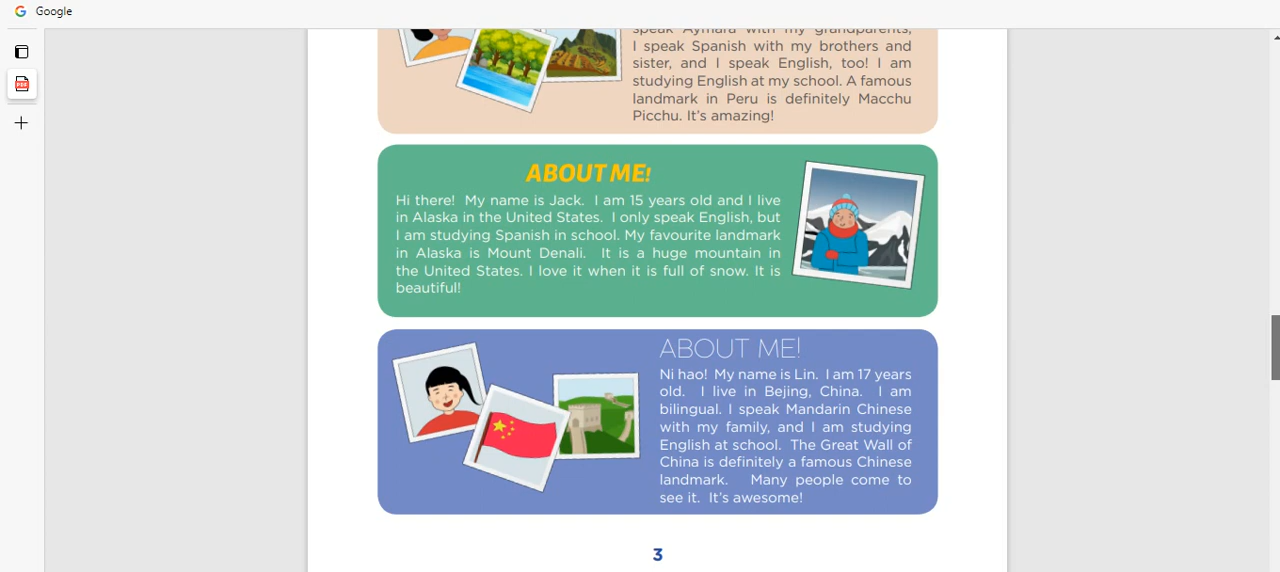 Google
speak Aymara with my grandparents,
I speak Spanish with my brothers and
sister, and I speak English, too! I am
studying English at my school. A famous
landmark in Peru is definitely Macchu
Picchu. It's amazing!
ABOUT ME!
Hi there! My name is Jack. I am 15 years old and I live
in Alaska in the United States. I only speak English, but
I am studying Spanish in school. My favourite landmark
in Alaska is Mount Denali. It is a huge mountain in
the United States. I love it when it is full of snow. It is
beautiful!
ABOUT ME!
Ni hao! My name is Lin. I am 17 years
old. I live in Bejing, China. I am
bilingual. I speak Mandarin Chinese
with my family, and I am studying
English at school. The Great Wall of
China is definitely a famous Chinese
landmark. Many people come to
see it. It's awesome!
3